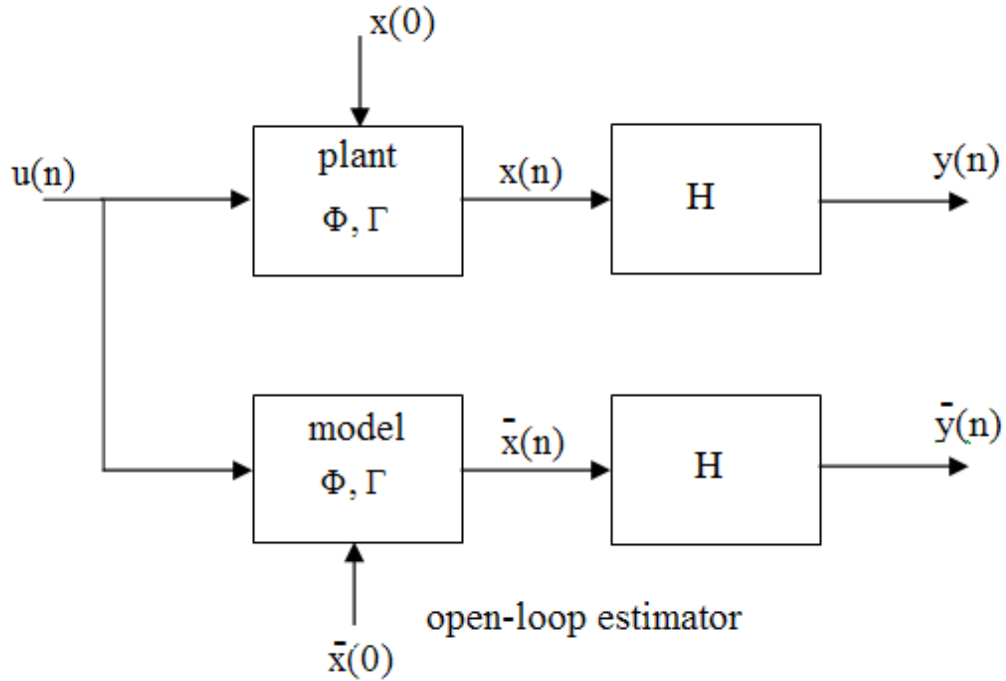 x(0)
plant
Φ, Γ
u(n)
x(n)
H
y(n)
model
Φ, Γ
x̄(n)
H
ȳ(n)
open-loop estimator
x̄(0)